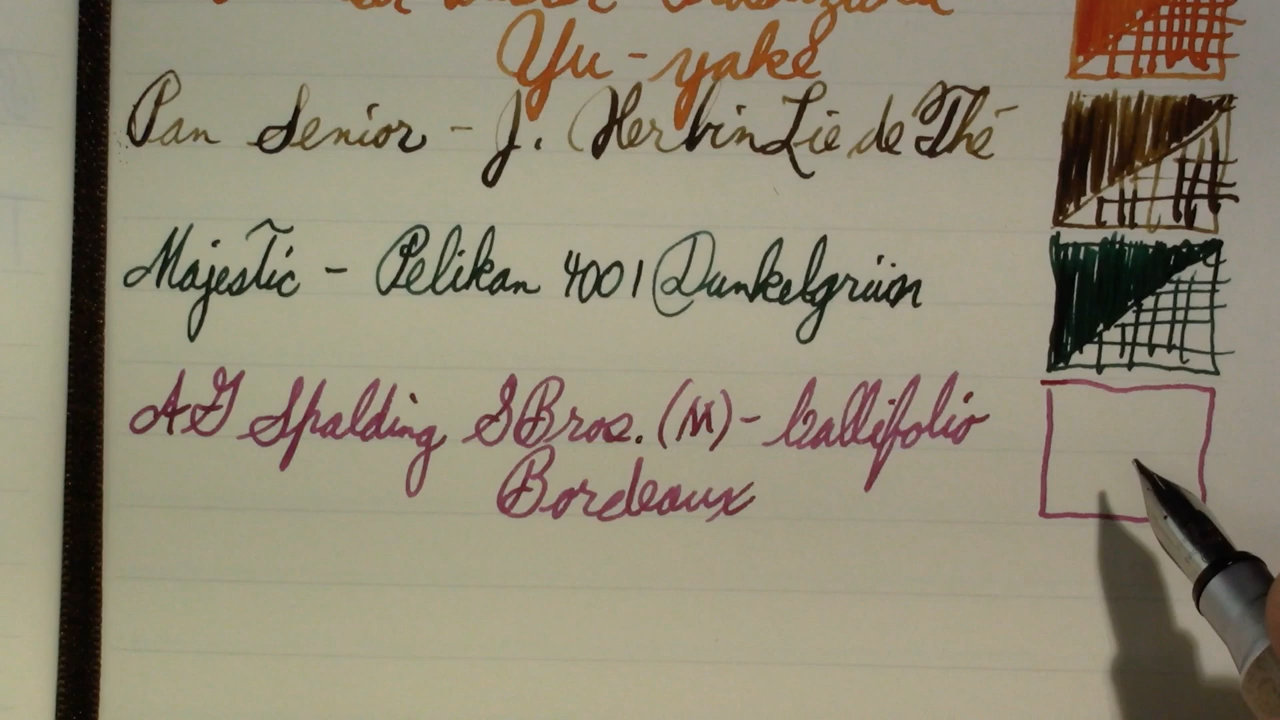 Yu-yake
Pan Senior - J. Herbin Lie de Thé
Majestic - Pelikan 4001 Dunkelgrün
AG Spalding & Bros. (M) - Callifolio
Bordeaux